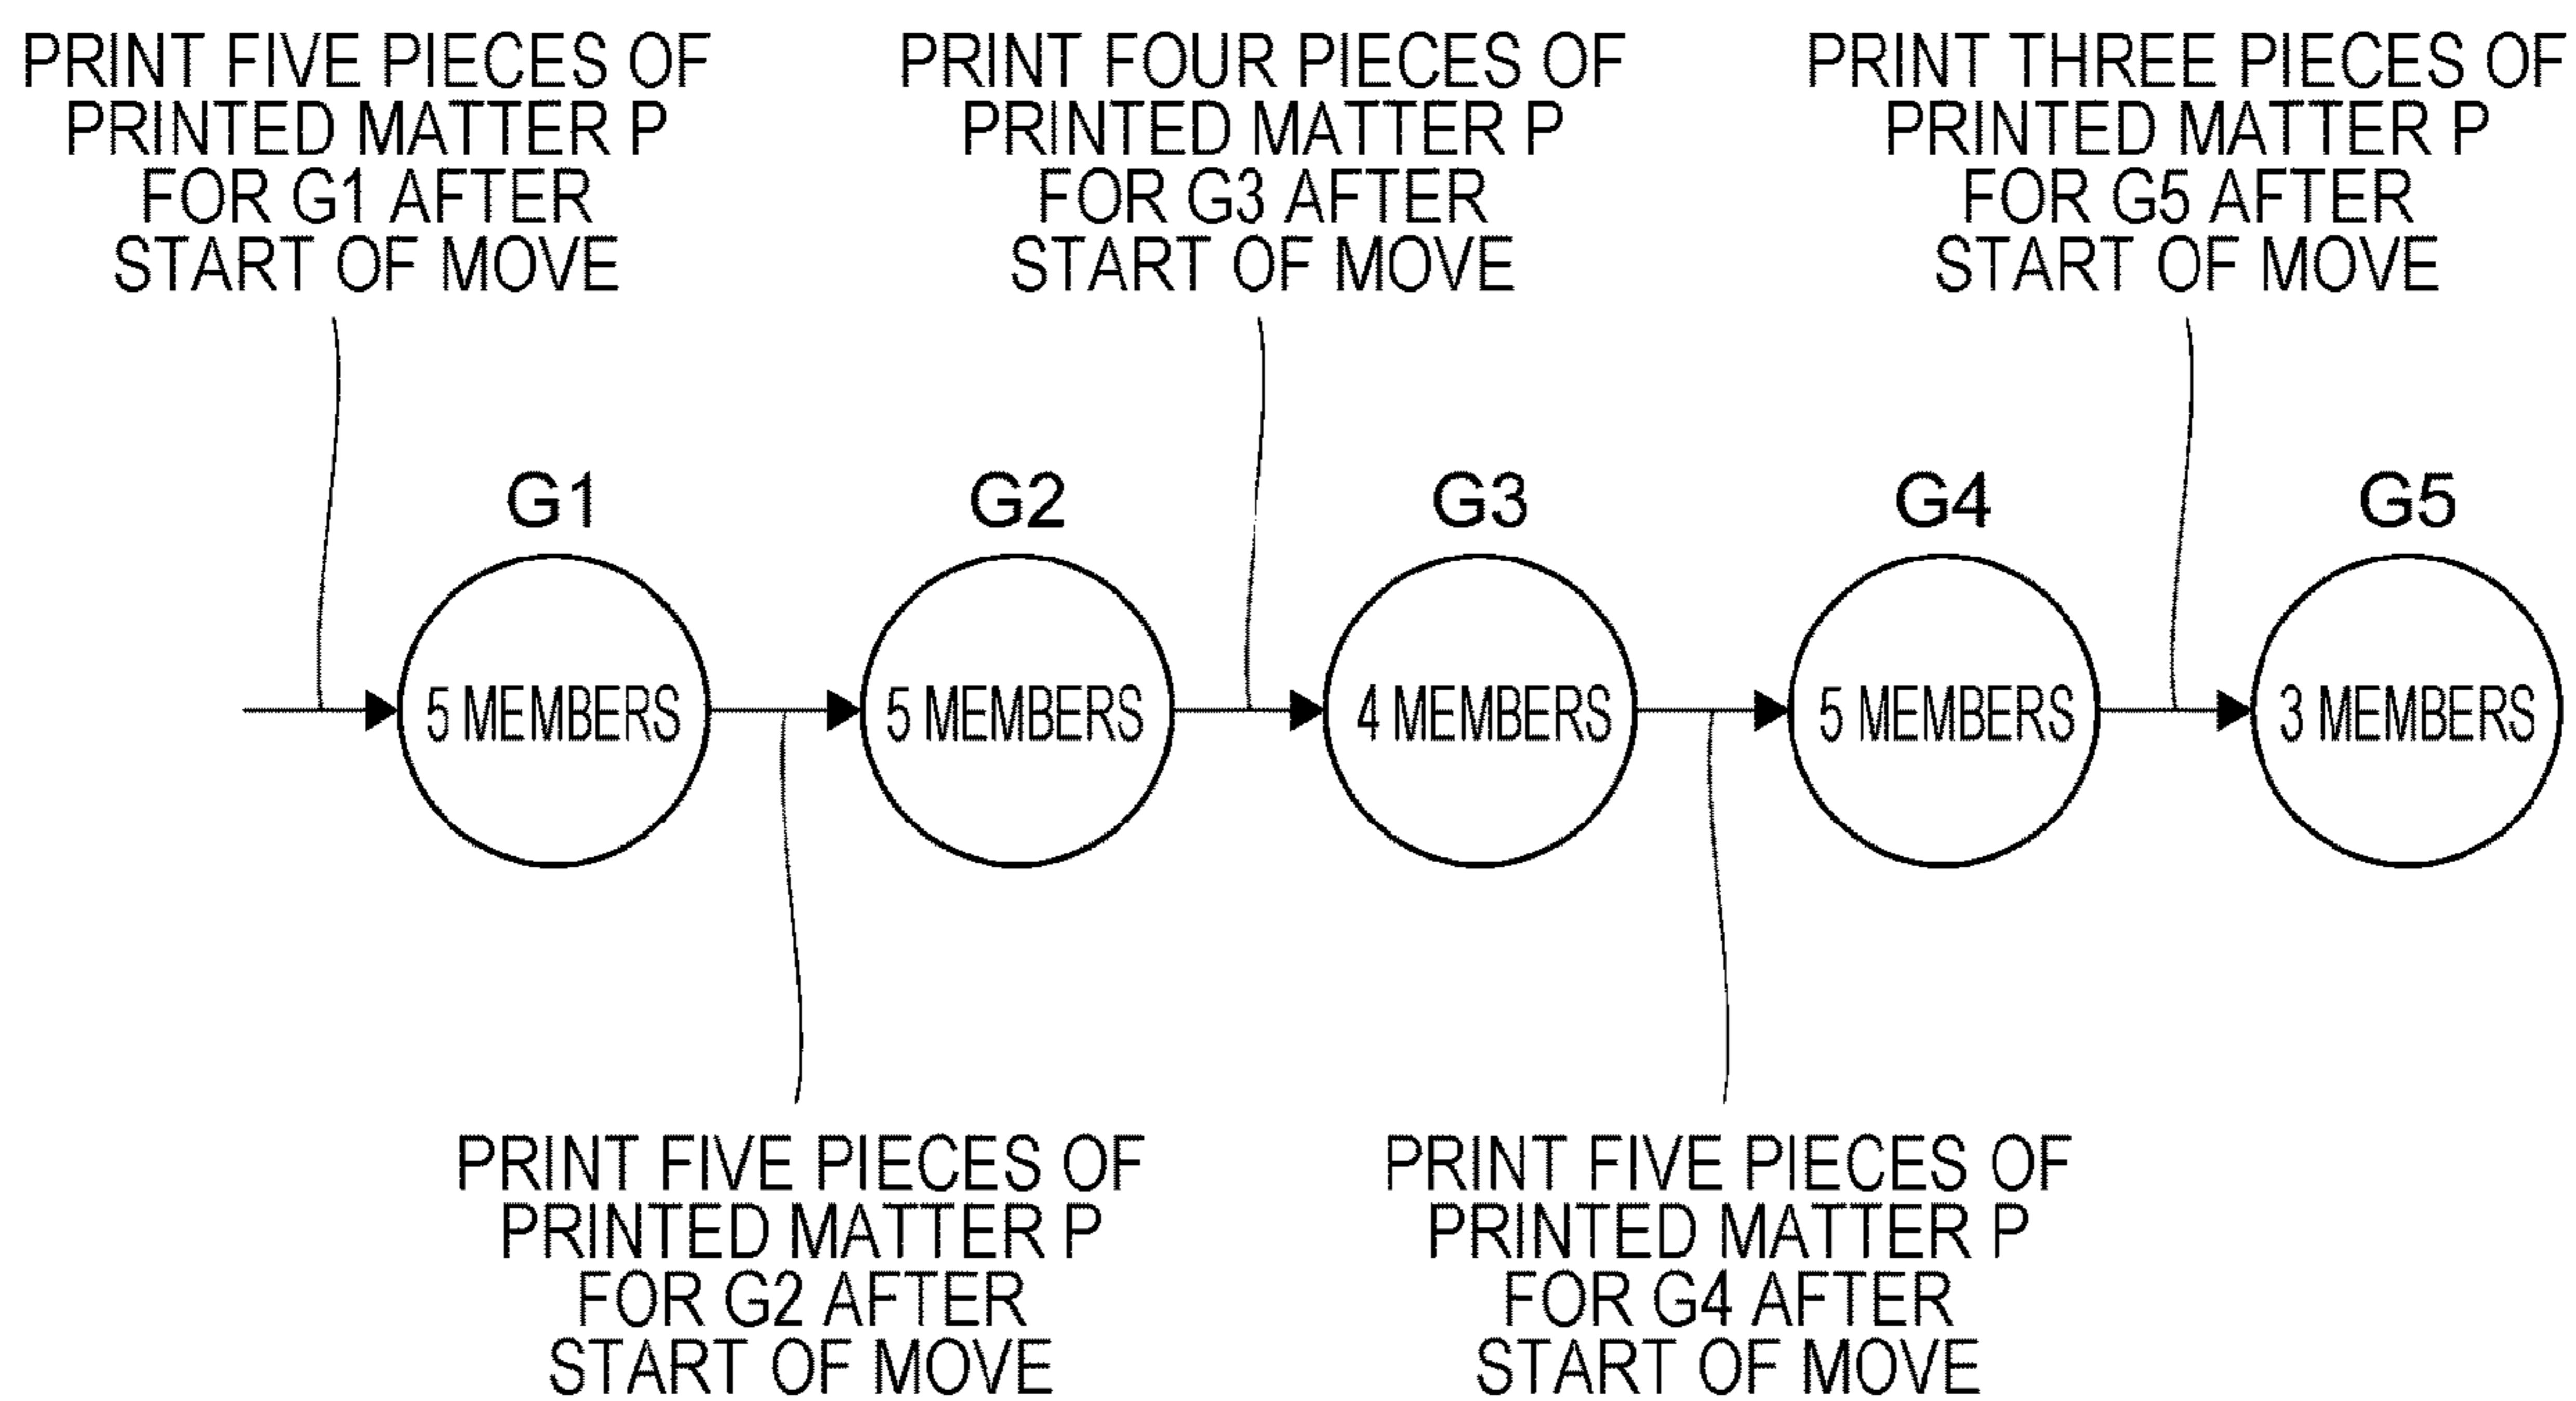 PRINT FIVE PIECES OF
PRINTED MATTER P
FOR G1 AFTER
START OF MOVE
PRINT FOUR PIECES OF
PRINTED MATTER P
FOR G3 AFTER
START OF MOVE
PRINT THREE PIECES OF
PRINTED MATTER P
FOR G5 AFTER
START OF MOVE
G1
G2
G3
G4
G5
5 MEMBERS
5 MEMBERS
4 MEMBERS
5 MEMBERS
3 MEMBERS
PRINT FIVE PIECES OF
PRINTED MATTER P
FOR G2 AFTER
START OF MOVE
PRINT FIVE PIECES OF
PRINTED MATTER P
FOR G4 AFTER
START OF MOVE